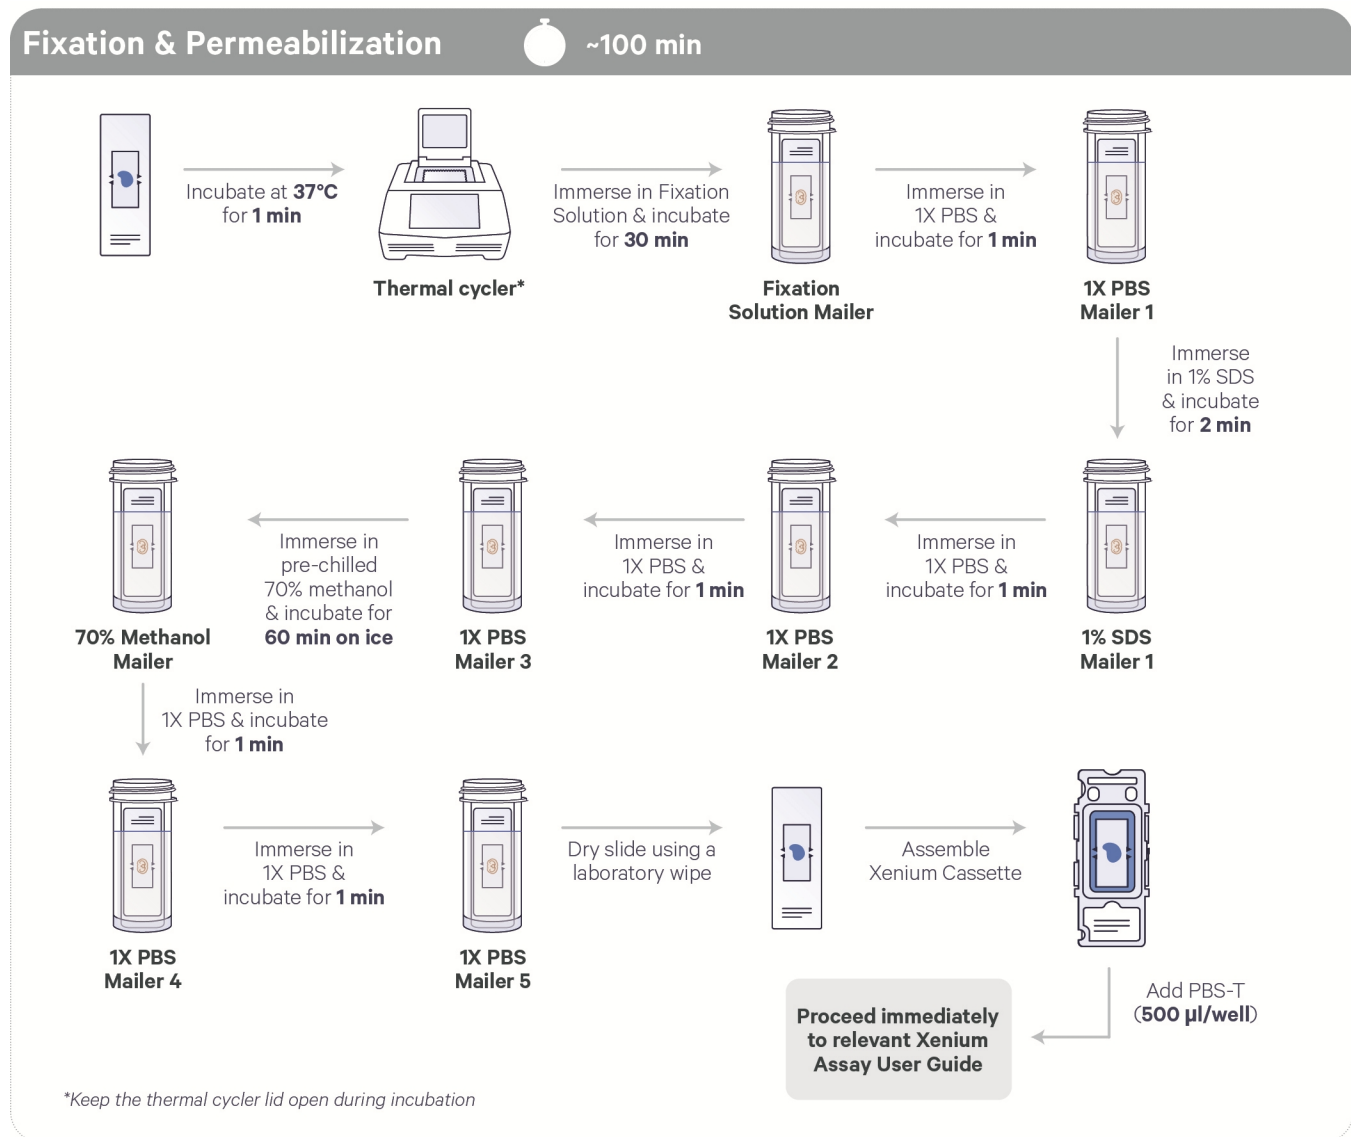 Fixation & Permeabilization
~100 min
Incubate at 37°C
for 1 min
Thermal cycler*
Immerse in Fixation
Solution & incubate
for 30 min
Fixation
Solution Mailer
Immerse in
1X PBS &
incubate for 1 min
1X PBS
Mailer 1
Immerse
in 1% SDS
& incubate
for 2 min
1% SDS
Mailer 1
Immerse in
1X PBS &
incubate for 1 min
1X PBS
Mailer 2
Immerse in
1X PBS &
incubate for 1 min
1X PBS
Mailer 3
Immerse in
pre-chilled
70% methanol
& incubate for
60 min on ice
70% Methanol
Mailer
Immerse in
1X PBS & incubate
for 1 min
1X PBS
Mailer 4
Immerse in
1X PBS &
incubate for 1 min
1X PBS
Mailer 5
Dry slide using a
laboratory wipe
Assemble
Xenium Cassette
Add PBS-T
(500 µl/well)
Proceed immediately
to relevant Xenium
Assay User Guide
*Keep the thermal cycler lid open during incubation